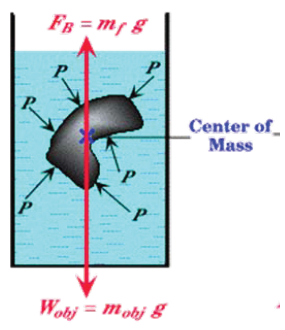 F_B = m_f g
P
P
P
P
P
P
P
Center of
Mass
W_obj = m_obj g